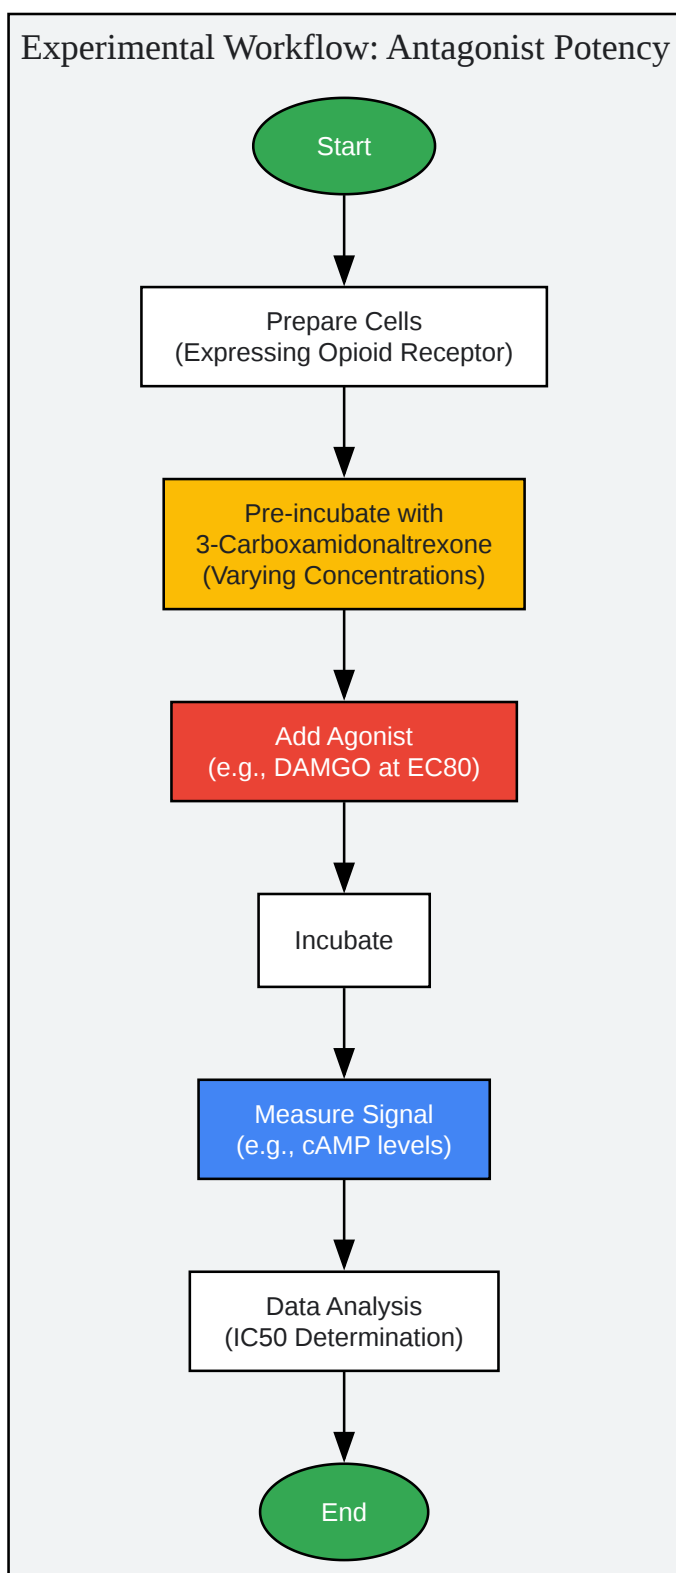 Experimental Workflow: Antagonist Potency
Start
Prepare Cells
(Expressing Opioid Receptor)
Pre-incubate with
3-Carboxamidonaltrexone
(Varying Concentrations)
Add Agonist
(e.g., DAMGO at EC80)
Incubate
Measure Signal
(e.g., cAMP levels)
Data Analysis
(IC50 Determination)
End